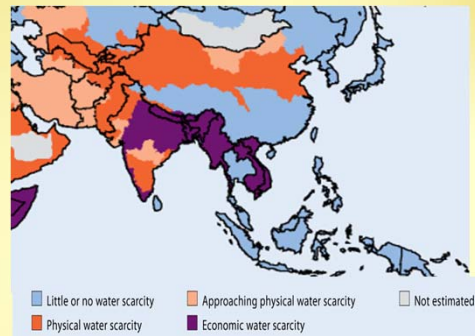 Little or no water scarcity Approaching physical water scarcity Not estimated
Physical water scarcity Economic water scarcity